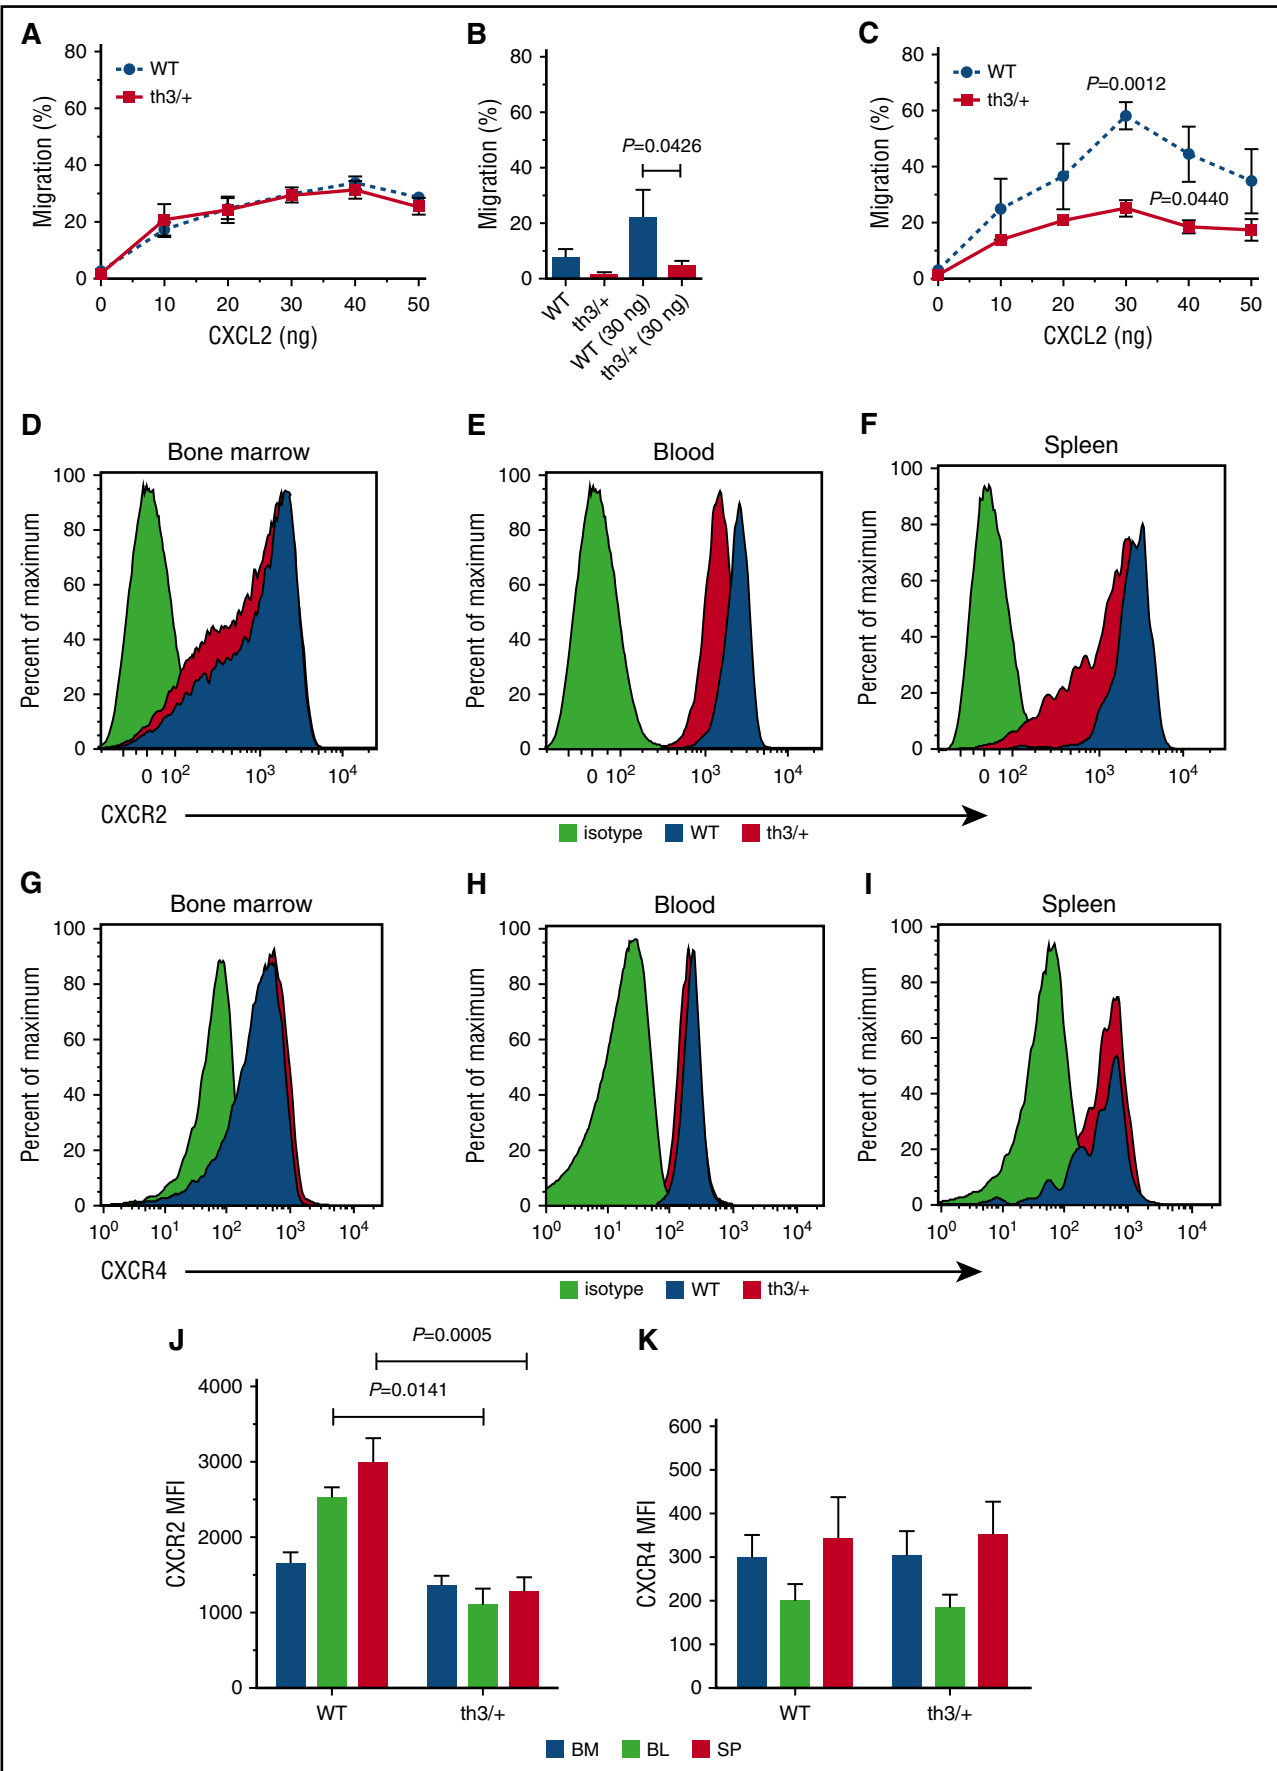 A
80
60
40
20
0
Migration (%)
WT
th3/+
0 10 20 30 40 50
CXCL2 (ng)
B
80
60
40
20
0
Migration (%)
P=0.0426
WT
th3/+
WT (30 ng)
th3/+ (30 ng)
C
80
60
40
20
0
Migration (%)
WT
th3/+
P=0.0012
P=0.0440
0 10 20 30 40 50
CXCL2 (ng)
D
Bone marrow
100
80
60
40
20
0
Percent of maximum
0 10² 10³ 10⁴
E
Blood
100
80
60
40
20
0
Percent of maximum
0 10² 10³ 10⁴
F
Spleen
100
80
60
40
20
0
Percent of maximum
0 10² 10³ 10⁴
CXCR2
isotype WT th3/+
G
Bone marrow
100
80
60
40
20
0
Percent of maximum
10⁰ 10¹ 10² 10³ 10⁴
H
Blood
100
80
60
40
20
0
Percent of maximum
10⁰ 10¹ 10² 10³ 10⁴
I
Spleen
100
80
60
40
20
0
Percent of maximum
10⁰ 10¹ 10² 10³ 10⁴
CXCR4
isotype WT th3/+
J
P=0.0005
P=0.0141
4000
3000
2000
1000
0
CXCR2 MFI
WT th3/+
K
600
500
400
300
200
100
0
CXCR4 MFI
WT th3/+
BM BL SP